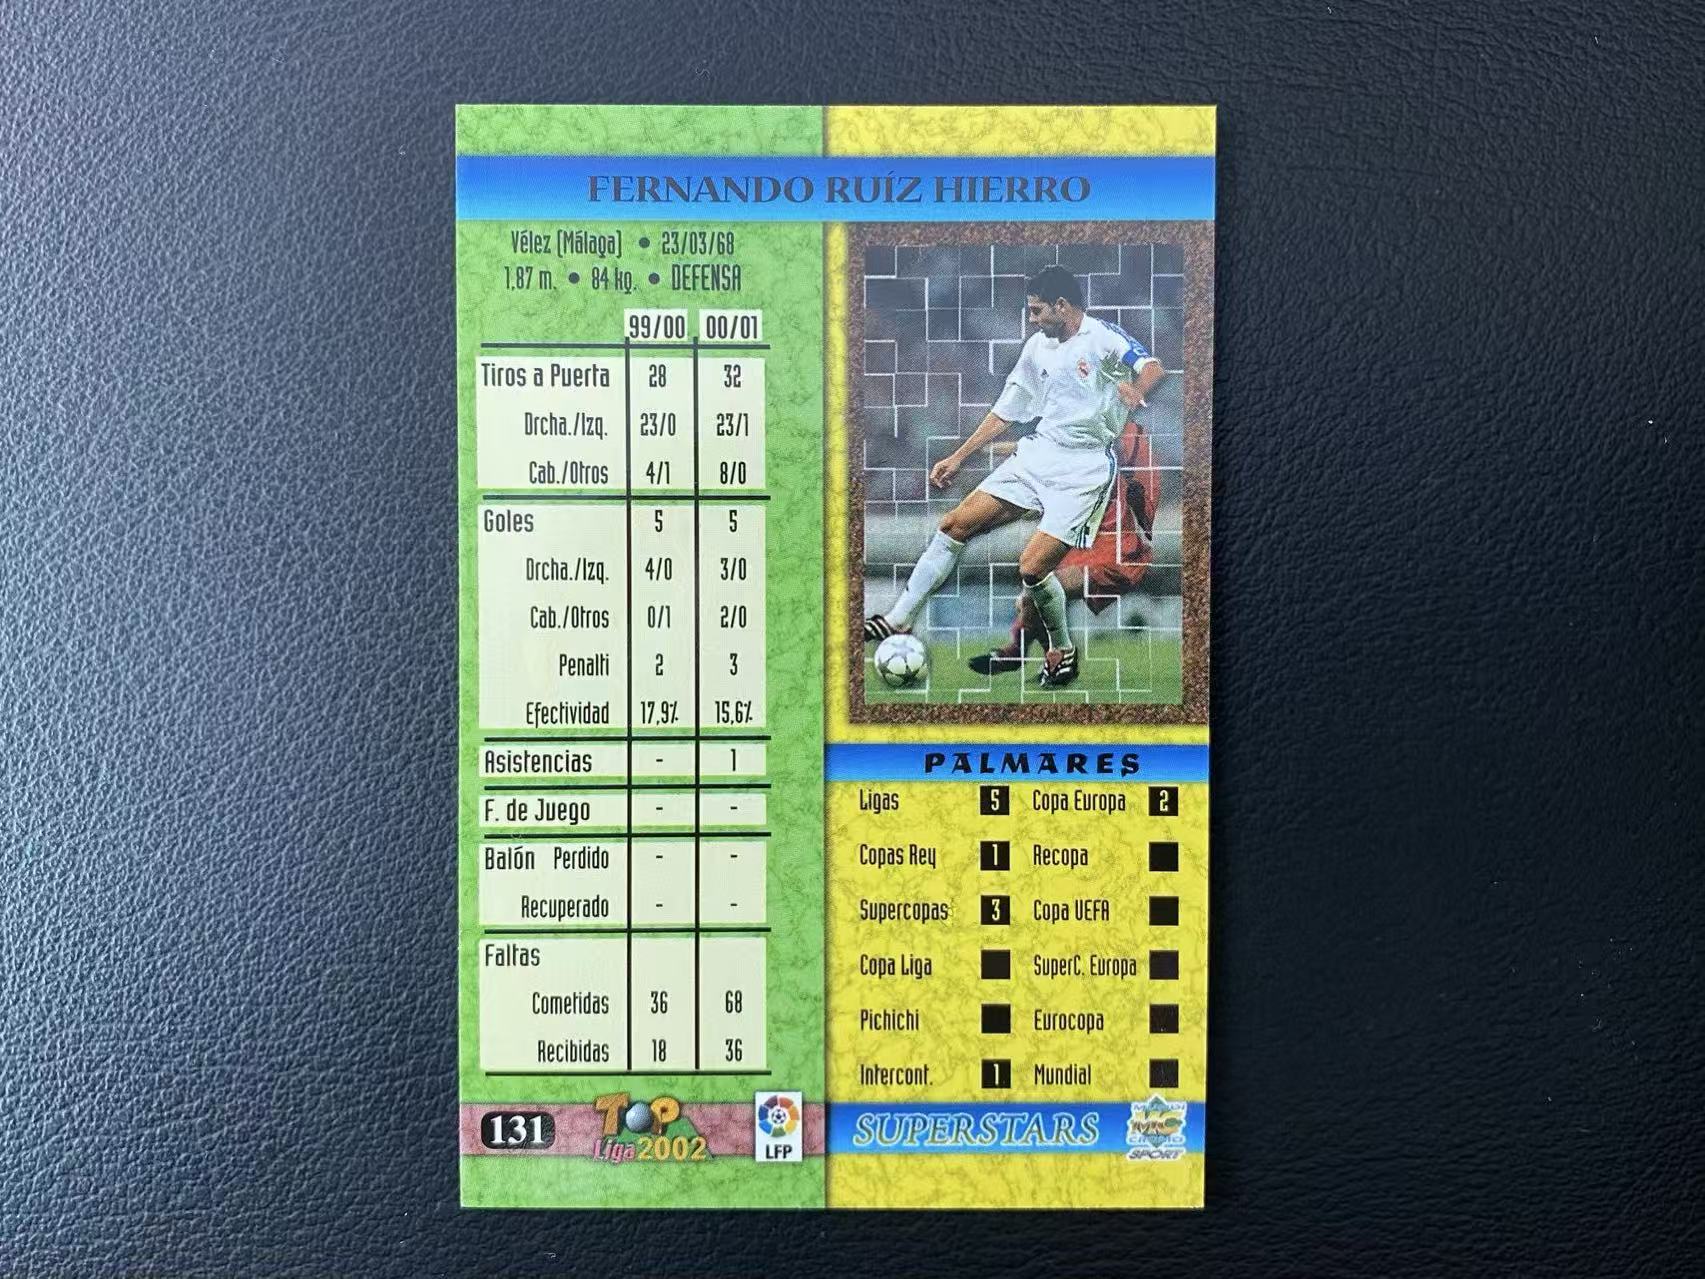 FERNANDO RUÍZ HIERRO
Vélez (Málaga) • 23/03/68
1.87 m. • 84 kg. • DEFENSA
99/00 00/01
Tiros a Puerta 28 32
Drcha./Izq. 23/0 23/1
Cab./Otros 4/1 8/0
Goles 5 5
Drcha./Izq. 4/0 3/0
Cab./Otros 0/1 2/0
Penalti 2 3
Efectividad 17,9% 15,6%
Asistencias - 1
F. de Juego - -
Balón Perdido - -
Recuperado - -
Faltas
Cometidas 36 68
Recibidas 18 36
131
TOP
Liga 2002
LFP
PALMARES
Ligas 5 Copa Europa 2
Copas Rey 1 Recopa
Supercopas 3 Copa UEFA
Copa Liga SuperC. Europa
Pichichi Eurocopa
Intercont. 1 Mundial
SUPERSTARS
MUNDI
MC
CROMO
SPORT